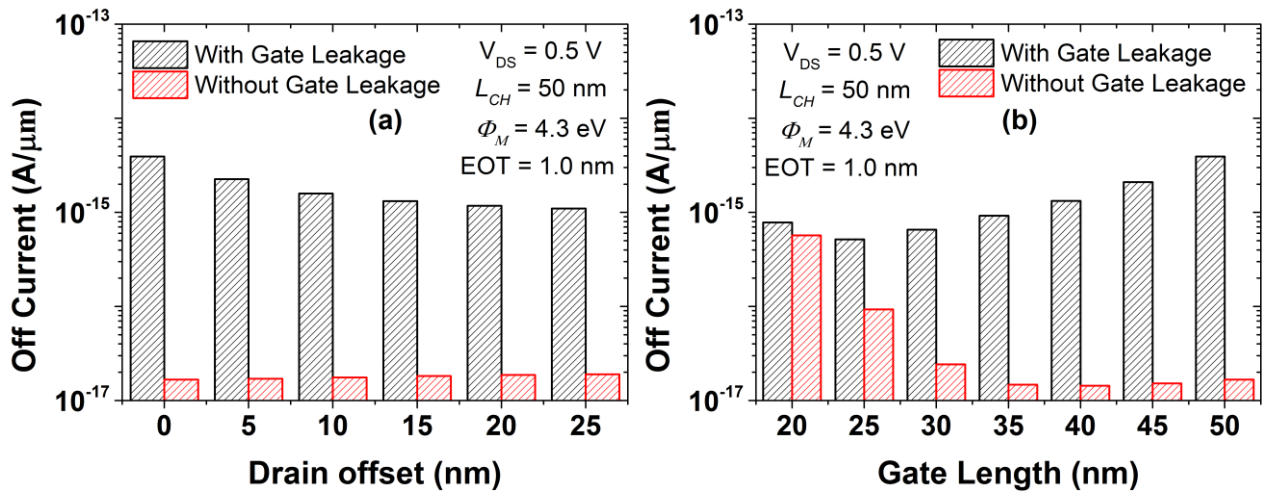 Off Current (A/μm)
10⁻¹³
10⁻¹⁵
10⁻¹⁷
With Gate Leakage
Without Gate Leakage
(a)
V_DS = 0.5 V
L_CH = 50 nm
Φ_M = 4.3 eV
EOT = 1.0 nm
0 5 10 15 20 25
Drain offset (nm)
Off Current (A/μm)
10⁻¹³
10⁻¹⁵
10⁻¹⁷
V_DS = 0.5 V
L_CH = 50 nm
Φ_M = 4.3 eV
EOT = 1.0 nm
With Gate Leakage
Without Gate Leakage
(b)
20 25 30 35 40 45 50
Gate Length (nm)